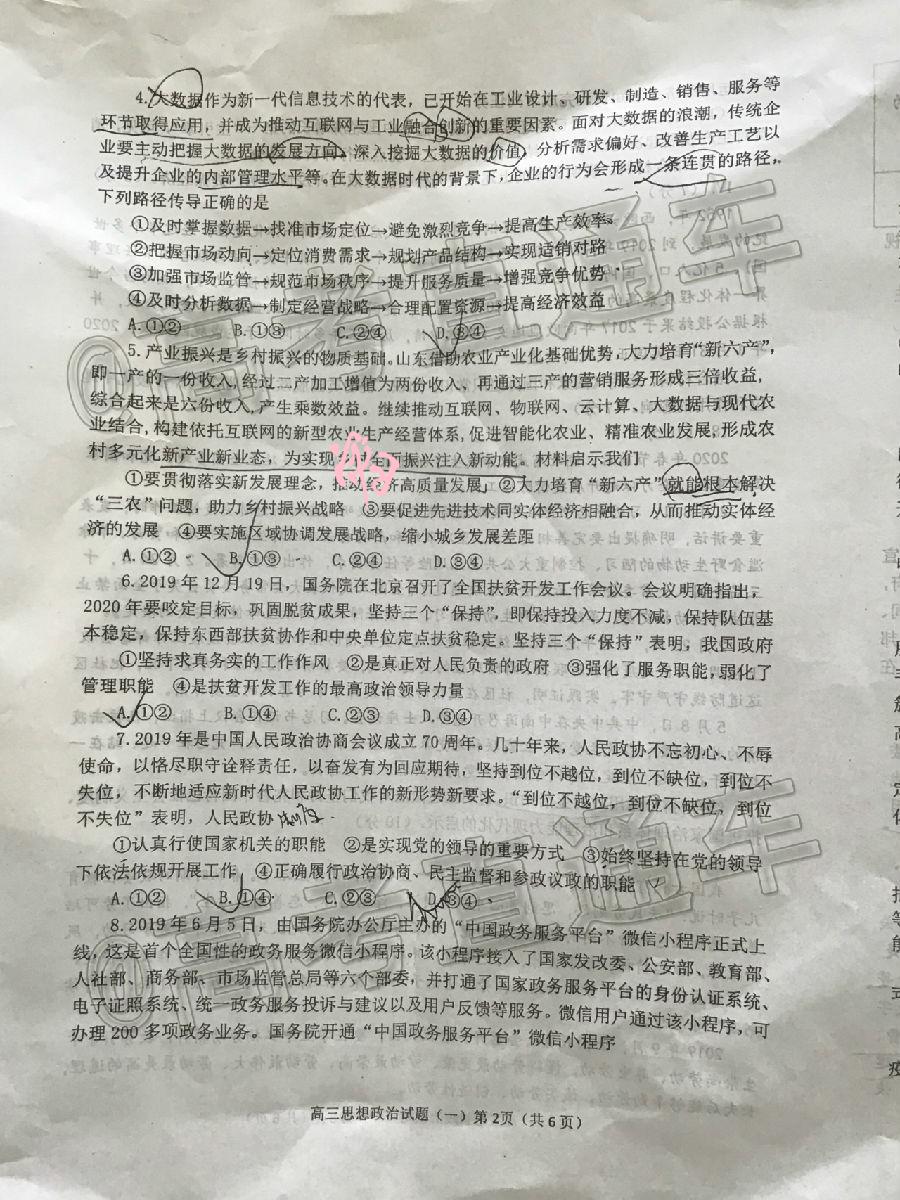 4.大数据作为新一代信息技术的代表，已开始在工业设计、研发、制造、销售、服务等
环节取得应用，并成为推动互联网与工业融合创新的重要因素。面对大数据的浪潮，传统企
业要主动把握大数据的发展方向，深入挖掘大数据的价值，分析需求偏好、改善生产工艺以
及提升企业的内部管理水平等。在大数据时代的背景下，企业的行为会形成一条连贯的路径，
下列路径传导正确的是
①及时掌握数据→找准市场定位→避免激烈竞争→提高生产效率
②把握市场动向→定位消费需求→规划产品结构→实现适销对路
③加强市场监管→规范市场秩序→提升服务质量→增强竞争优势
④及时分析数据→制定经营战略→合理配置资源→提高经济效益
A.①② B.①③ C.②④ D.③④
5.产业振兴是乡村振兴的物质基础。山东借助农业产业化基础优势，大力培育“新六产”，
即一产的一份收入，经过二产加工增值为两份收入，再通过三产的营销服务形成三倍收益，
综合起来是六份收入，产生乘数效益。继续推动互联网、物联网、云计算、大数据与现代农
业结合，构建依托互联网的新型农业生产经营体系，促进智能化农业、精准农业发展，形成农
村多元化新产业新业态，为实现乡村全面振兴注入新动能。材料启示我们
①要贯彻落实新发展理念，推动经济高质量发展 ②大力培育“新六产”就能根本解决
“三农”问题，助力乡村振兴战略 ③要促进先进技术同实体经济相融合，从而推动实体经
济的发展 ④要实施区域协调发展战略，缩小城乡发展差距
A.①② B.①③ C.②④ D.③④
6.2019年12月19日，国务院在北京召开了全国扶贫开发工作会议。会议明确指出，
2020年要咬定目标，巩固脱贫成果，坚持三个“保持”，即保持投入力度不减，保持队伍基
本稳定，保持东西部扶贫协作和中央单位定点扶贫稳定。坚持三个“保持”表明，我国政府
①坚持求真务实的工作作风 ②是真正对人民负责的政府 ③强化了服务职能，弱化了
管理职能 ④是扶贫开发工作的最高政治领导力量
A.①② B.①④ C.②③ D.③④
7.2019年是中国人民政治协商会议成立70周年。几十年来，人民政协不忘初心、不辱
使命，以恪尽职守诠释责任，以奋发有为回应期待，坚持到位不越位，到位不缺位，到位不
失位，不断地适应新时代人民政协工作的新形势新要求。“到位不越位，到位不缺位，到位
不失位”表明，人民政协
①认真行使国家机关的职能 ②是实现党的领导的重要方式 ③始终坚持在党的领导
下依法依规开展工作 ④正确履行政治协商、民主监督和参政议政的职能
A.①② B.①④ C.②③ D.③④
8.2019年6月5日，由国务院办公厅主办的“中国政务服务平台”微信小程序正式上
线，这是首个全国性的政务服务微信小程序。该小程序接入了国家发改委、公安部、教育部、
人社部、商务部、市场监管总局等六个部委，并打通了国家政务服务平台的身份认证系统、
电子证照系统、统一政务服务投诉与建议以及用户反馈等服务。微信用户通过该小程序，可
办理200多项政务业务。国务院开通“中国政务服务平台”微信小程序
高三思想政治试题（一）第2页（共6页）
@高考直通车
@高考直通车